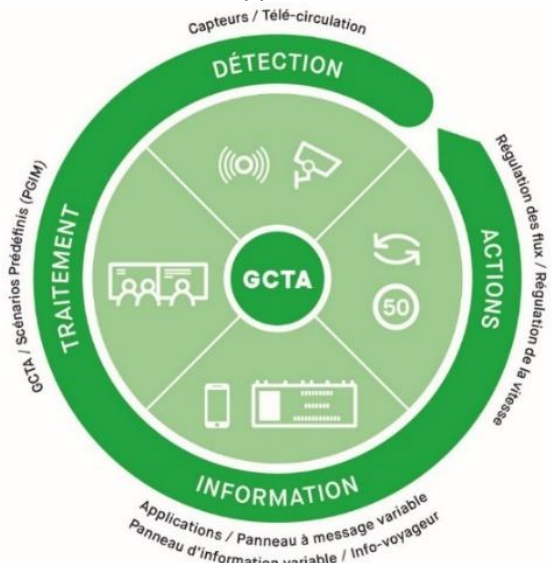 Capteurs / Télé-circulation
DÉTECTION
Régulation des flux / Régulation de la vitesse
ACTIONS
GCTA / Scénarios Prédéfinis (PGIM)
TRAITEMENT
GCTA
50
INFORMATION
Applications / Panneau à message variable
Panneau d'information variable / Info-voyageur